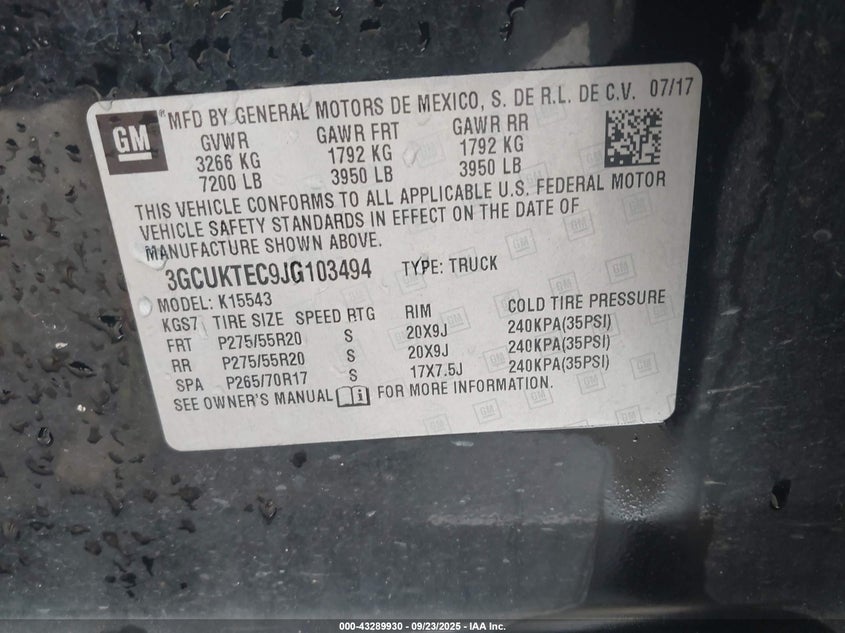 GM
MFD BY GENERAL MOTORS DE MEXICO, S. DE R.L. DE C.V. 07/17
GVWR GAWR FRT GAWR RR
3266 KG 1792 KG 1792 KG
7200 LB 3950 LB 3950 LB
THIS VEHICLE CONFORMS TO ALL APPLICABLE U.S. FEDERAL MOTOR
VEHICLE SAFETY STANDARDS IN EFFECT ON THE DATE OF
MANUFACTURE SHOWN ABOVE.
3GCUKTEC9JG103494 TYPE: TRUCK
MODEL: K15543
KGS7 TIRE SIZE SPEED RTG RIM COLD TIRE PRESSURE
FRT P275/55R20 S 20X9J 240KPA(35PSI)
RR P275/55R20 S 20X9J 240KPA(35PSI)
SPA P265/70R17 S 17X7.5J 240KPA(35PSI)
SEE OWNER'S MANUAL FOR MORE INFORMATION.
000-43289930 - 09/23/2025 - IAA Inc.